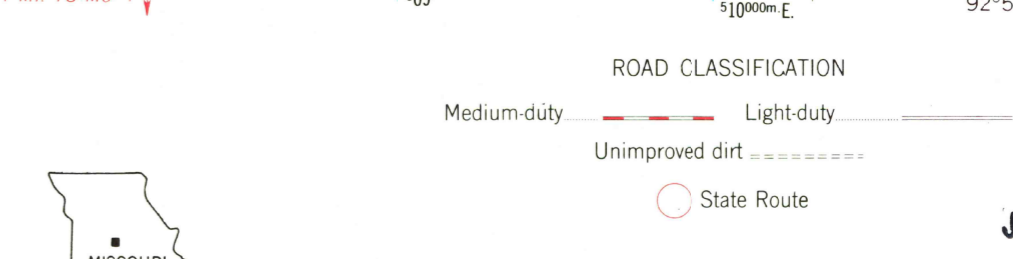 ⁵10⁰⁰⁰ᵐ·E.
ROAD CLASSIFICATION
Medium-duty Light-duty
Unimproved dirt
State Route
MISSOURI